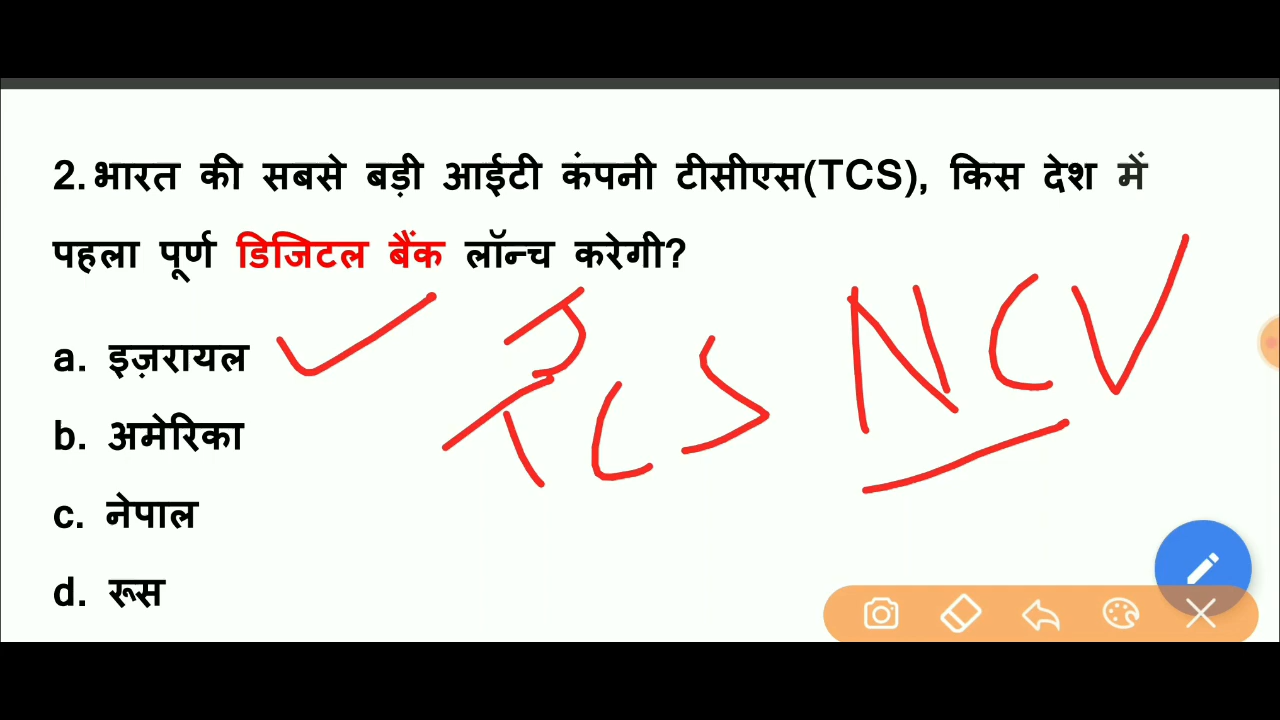 2. भारत की सबसे बड़ी आईटी कंपनी टीसीएस(TCS), किस देश में
पहला पूर्ण डिजिटल बैंक लॉन्च करेगी?
a. इज़रायल
b. अमेरिका
c. नेपाल
d. रूस
TCS NCV